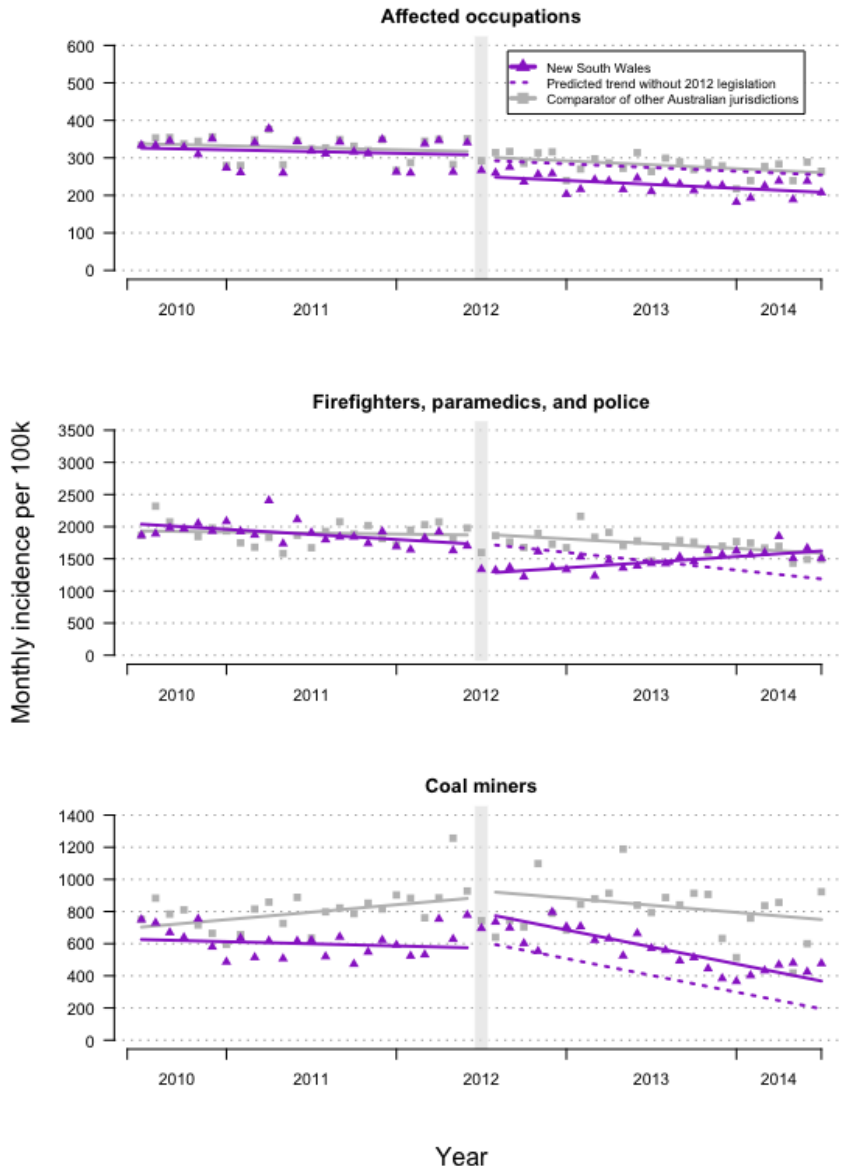 Affected occupations
600
500
400
300
200
100
0
New South Wales
Predicted trend without 2012 legislation
Comparator of other Australian jurisdictions
2010 2011 2012 2013 2014
Monthly incidence per 100k
Firefighters, paramedics, and police
3500
3000
2500
2000
1500
1000
500
0
2010 2011 2012 2013 2014
Coal miners
1400
1200
1000
800
600
400
200
0
2010 2011 2012 2013 2014
Year